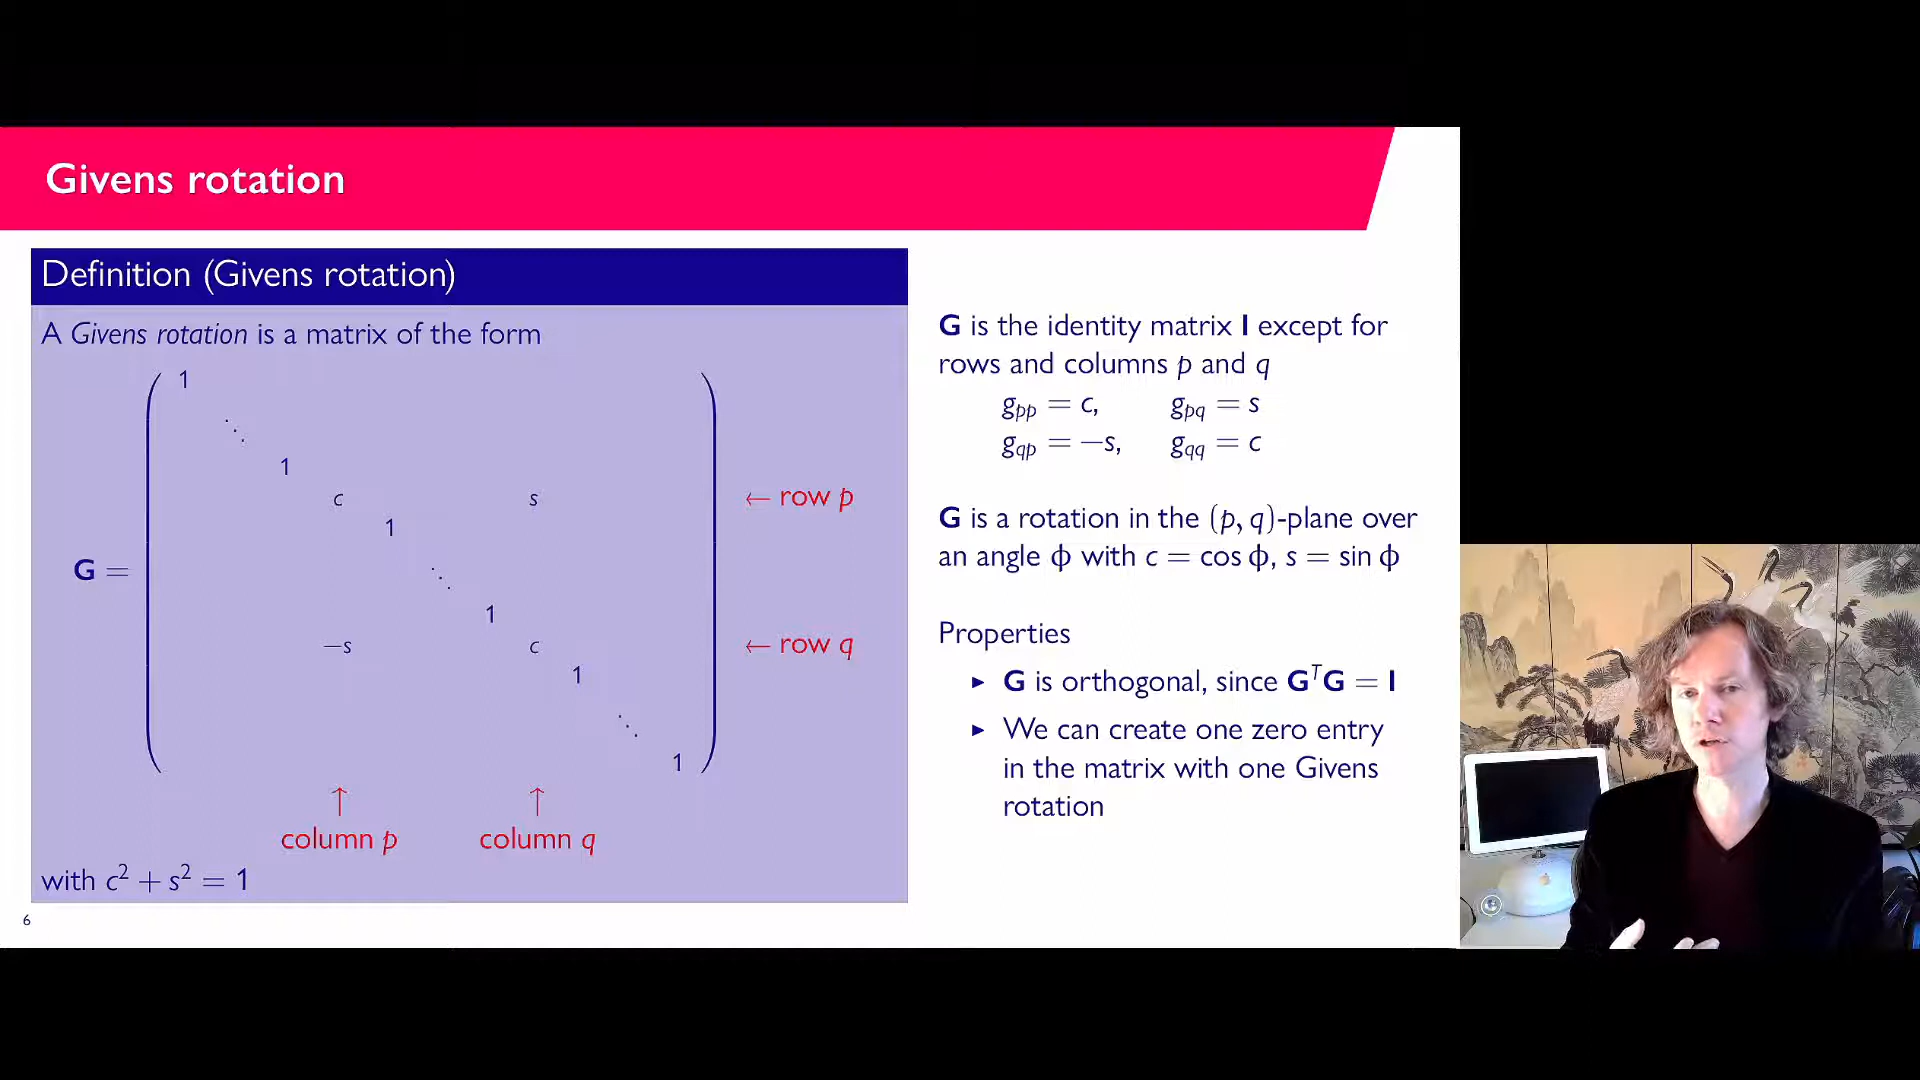 Givens rotation
Definition (Givens rotation)
A Givens rotation is a matrix of the form
1
⋱
1
c s ← row p
1
G = ⋱
1
−s c ← row q
1
⋱
1
↑ ↑
column p column q
with c² + s² = 1
6
G is the identity matrix I except for
rows and columns p and q
g_pp = c, g_pq = s
g_qp = −s, g_qq = c
G is a rotation in the (p, q)-plane over
an angle ϕ with c = cos ϕ, s = sin ϕ
Properties
▸ G is orthogonal, since GᵀG = I
▸ We can create one zero entry
in the matrix with one Givens
rotation